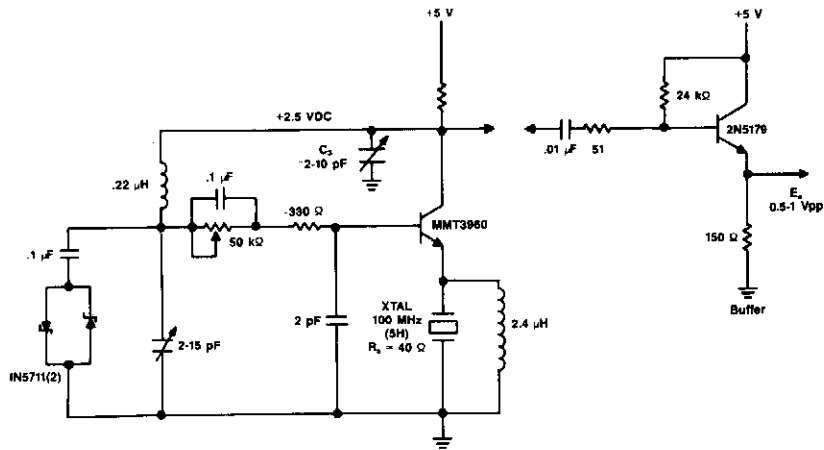 +5 V
+5 V
24 kΩ
+2.5 VDC
2N5179
C₃
2-10 pF
.01 µF
51
.22 µH
.1 µF
E₀
0.5-1 Vpp
-330 Ω
MMT3960
50 kΩ
.1 µF
150 Ω
XTAL
100 MHz
(5H)
Rₛ = 40 Ω
2.4 µH
2 pF
Buffer
2-15 pF
IN5711(2)